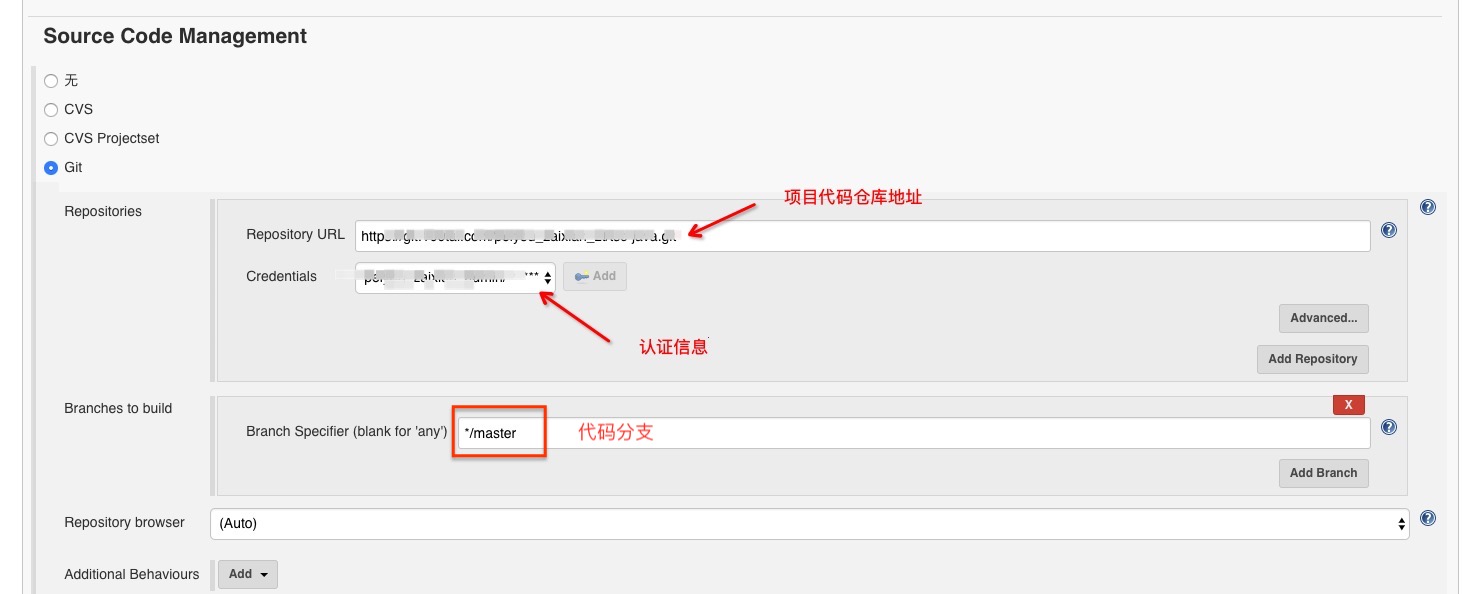 Source Code Management
无
CVS
CVS Projectset
Git
项目代码仓库地址
Repositories
Repository URL
Credentials
Add
Advanced...
认证信息
Add Repository
Branches to build
X
Branch Specifier (blank for 'any')
*/master
代码分支
Add Branch
Repository browser
(Auto)
Additional Behaviours
Add